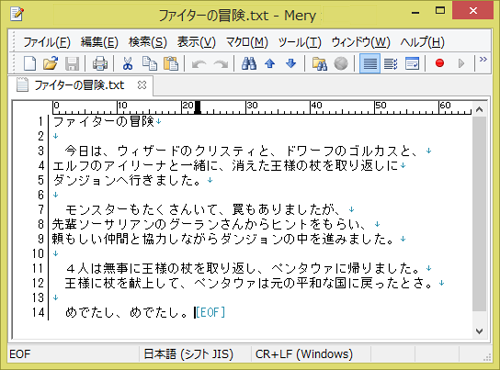 ファイターの冒険.txt - Mery
ファイル(F) 編集(E) 検索(S) 表示(V) マクロ(M) ツール(T) ウィンドウ(W) ヘルプ(H)
ファイターの冒険.txt
0 10 20 30 40 50 60
1 ファイターの冒険↓
2 ↓
3 　今日は、ウィザードのクリスティと、ドワーフのゴルカスと、↓
4 エルフのアイリーナと一緒に、消えた王様の杖を取り返しに↓
5 ダンジョンへ行きました。↓
6 ↓
7 　モンスターもたくさんいて、罠もありましたが、↓
8 先輩ソーサリアンのグーランさんからヒントをもらい、↓
9 頼もしい仲間と協力しながらダンジョンの中を進みました。↓
10 ↓
11 　４人は無事に王様の杖を取り返し、ペンタウァに帰りました。↓
12 　王様に杖を献上して、ペンタウァは元の平和な国に戻ったとさ。↓
13 ↓
14 　めでたし、めでたし。[EOF]
EOF 日本語 (シフト JIS) CR+LF (Windows)